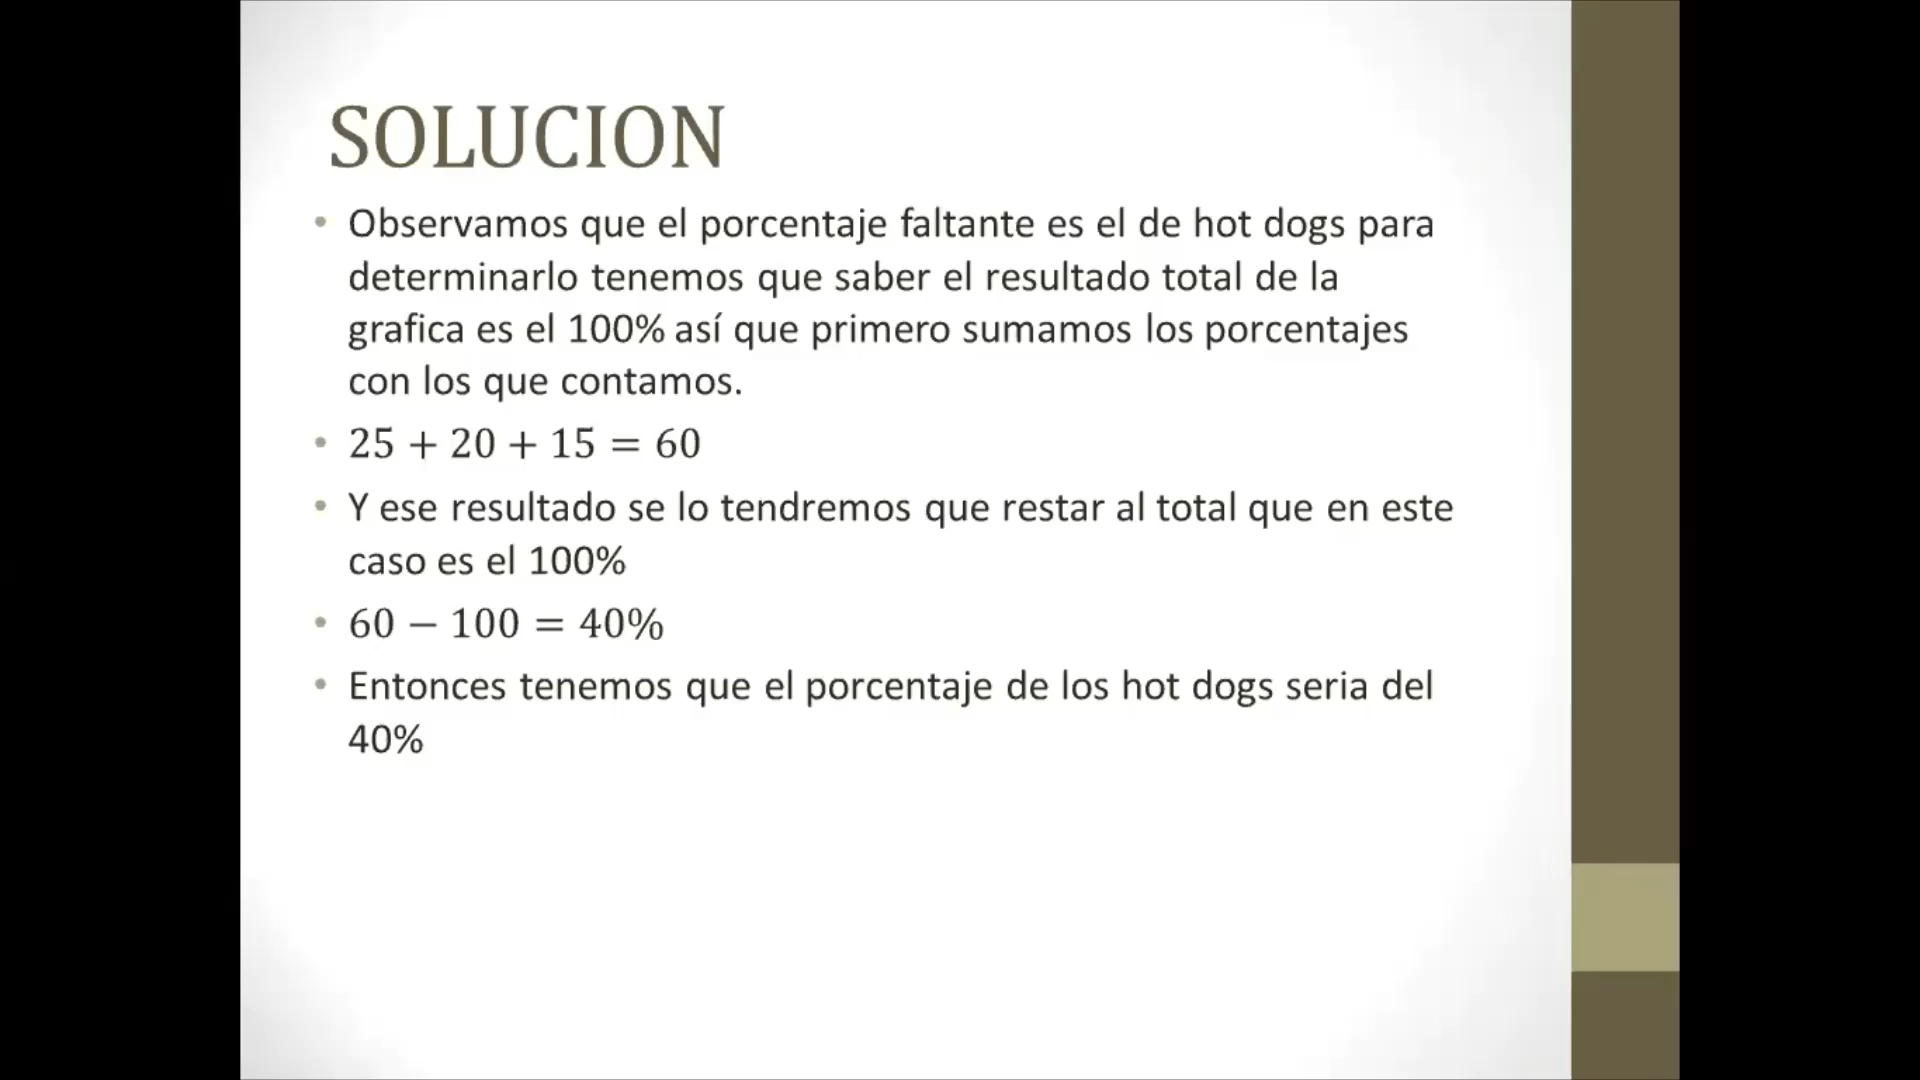 SOLUCION
• Observamos que el porcentaje faltante es el de hot dogs para
determinarlo tenemos que saber el resultado total de la
grafica es el 100% así que primero sumamos los porcentajes
con los que contamos.
• 25 + 20 + 15 = 60
• Y ese resultado se lo tendremos que restar al total que en este
caso es el 100%
• 60 − 100 = 40%
• Entonces tenemos que el porcentaje de los hot dogs seria del
40%